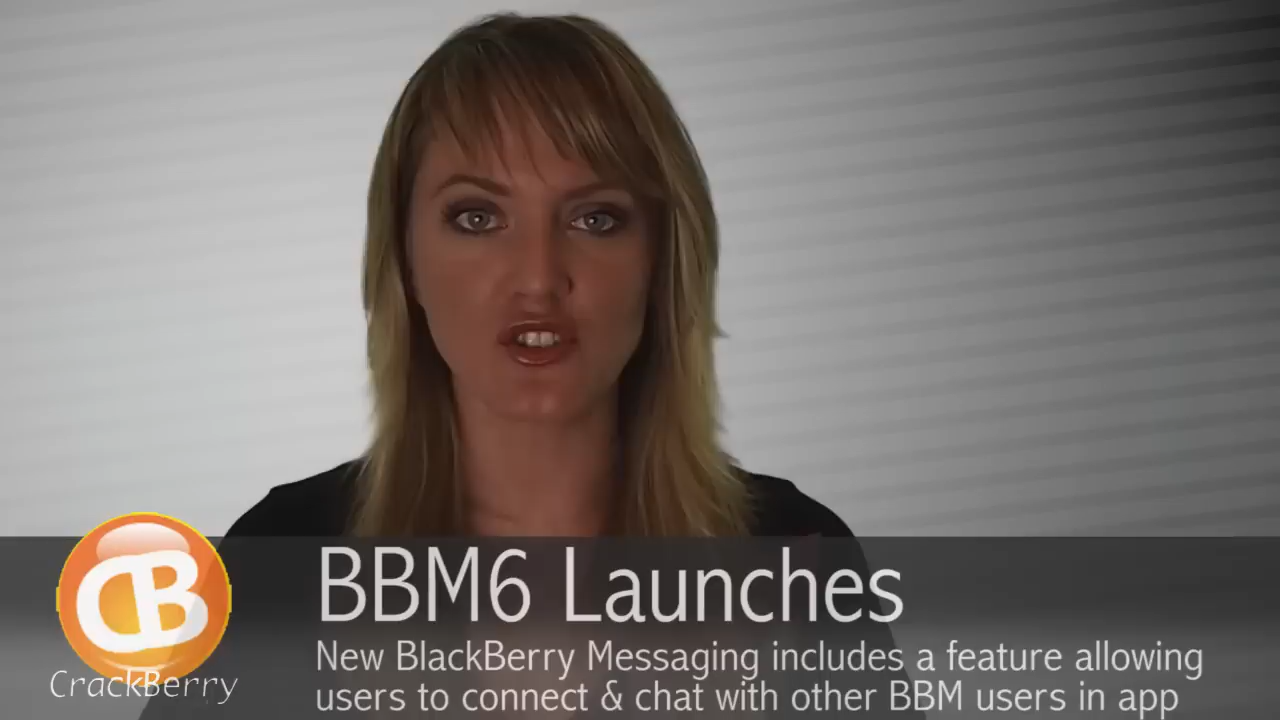 BBM6 Launches
New BlackBerry Messaging includes a feature allowing
users to connect & chat with other BBM users in app
CB
CrackBerry